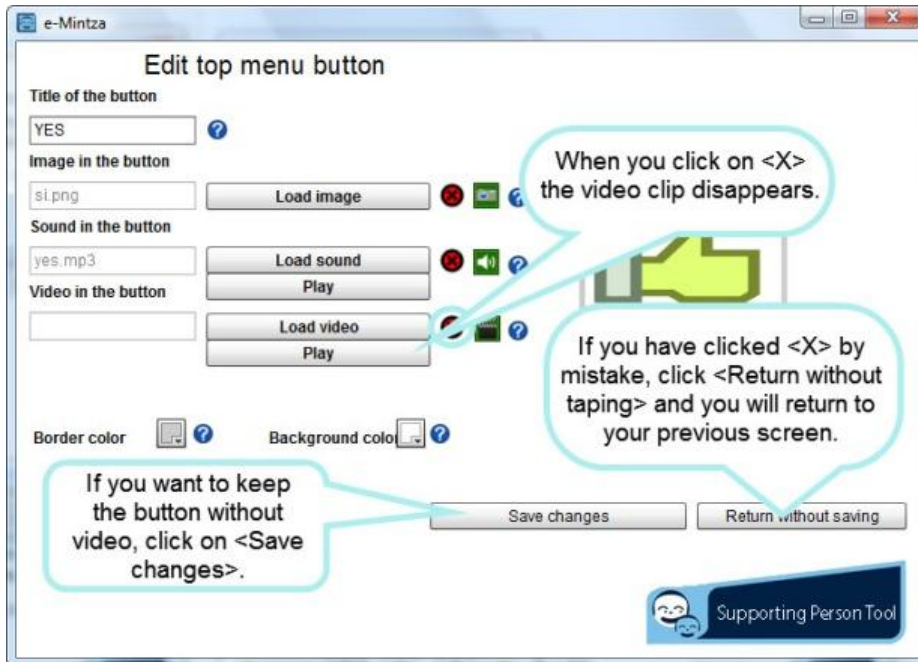 e-Mintza
Edit top menu button
Title of the button
YES
Image in the button
si.png
Load image
Sound in the button
yes.mp3
Load sound
Play
Video in the button
Load video
Play
When you click on <X>
the video clip disappears.
If you have clicked <X> by
mistake, click <Return without
taping> and you will return to
your previous screen.
Border color
Background color
If you want to keep
the button without
video, click on <Save
changes>.
Save changes
Return without saving
Supporting Person Tool